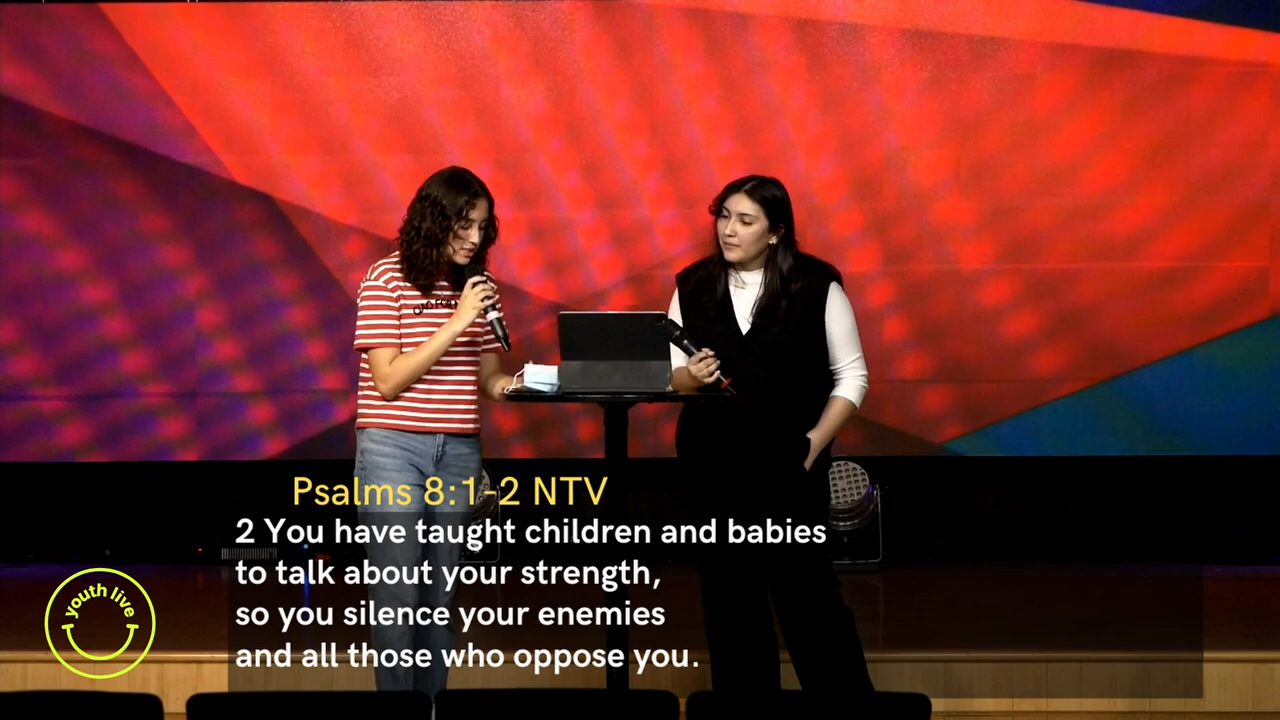 Psalms 8:1-2 NTV
2 You have taught children and babies
to talk about your strength,
so you silence your enemies
and all those who oppose you.
youth live